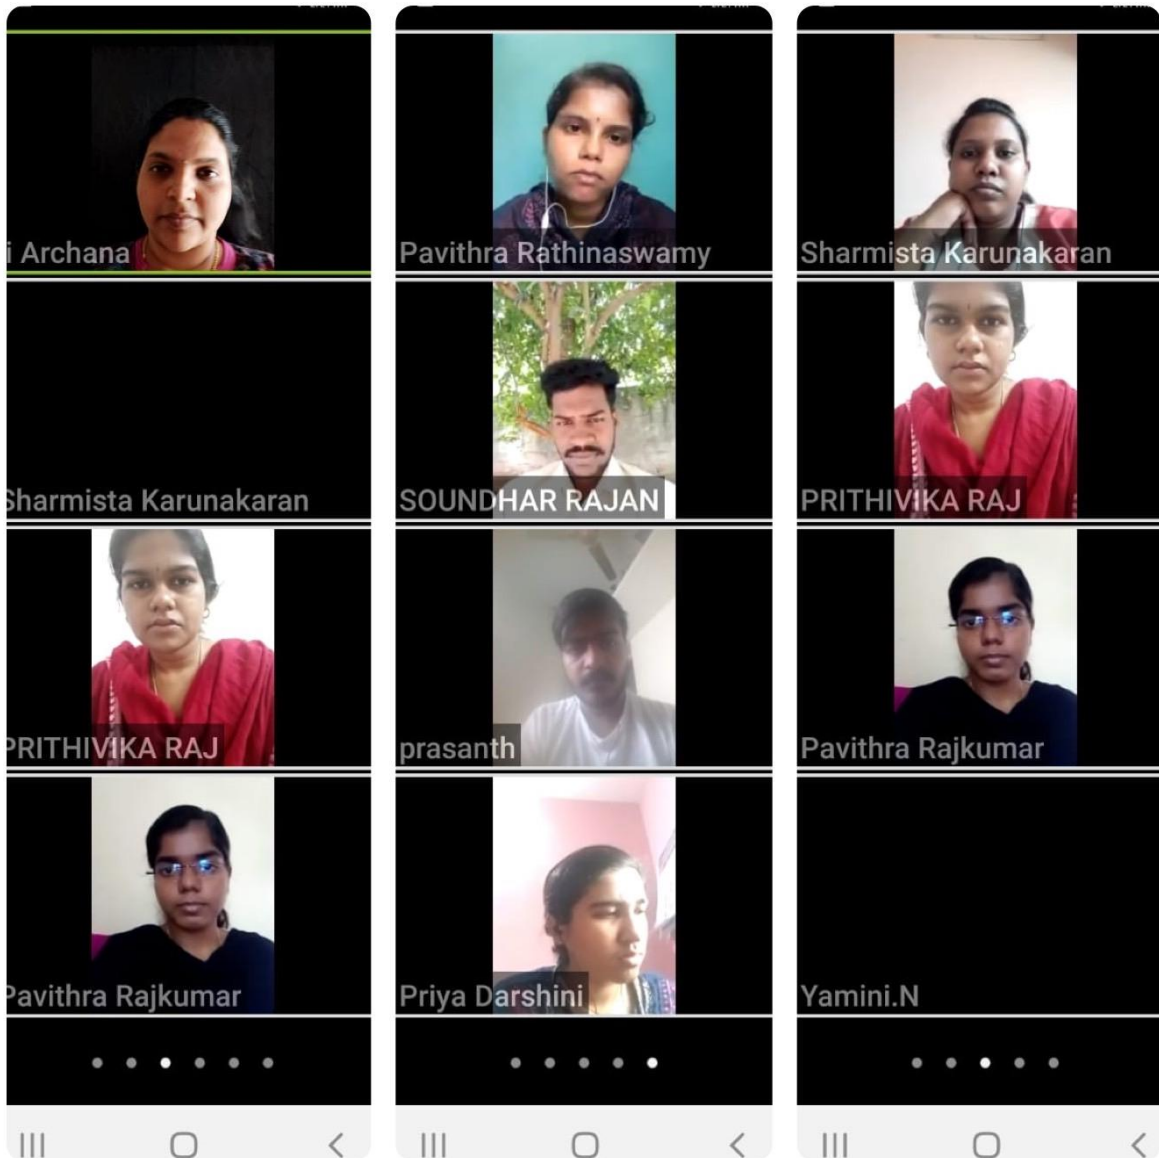 i Archana
Sharmista Karunakaran
PRITHIVIKA RAJ
Pavithra Rajkumar
Pavithra Rathinaswamy
SOUNDHAR RAJAN
prasanth
Priya Darshini
Sharmista Karunakaran
PRITHIVIKA RAJ
Pavithra Rajkumar
Yamini.N